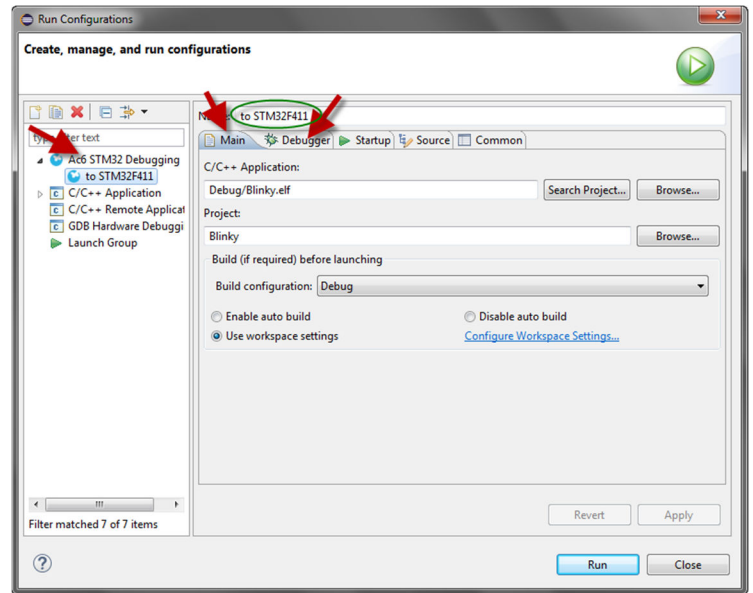 Run Configurations
Create, manage, and run configurations
to STM32F411
Main Debugger Startup Source Common
text
Ac6 STM32 Debugging
to STM32F411
C/C++ Application
C/C++ Remote Applicat
GDB Hardware Debuggi
Launch Group
Filter matched 7 of 7 items
C/C++ Application:
Debug/Blinky.elf Search Project... Browse...
Project:
Blinky Browse...
Build (if required) before launching
Build configuration: Debug
Enable auto build Disable auto build
Use workspace settings Configure Workspace Settings...
Revert Apply
Run Close